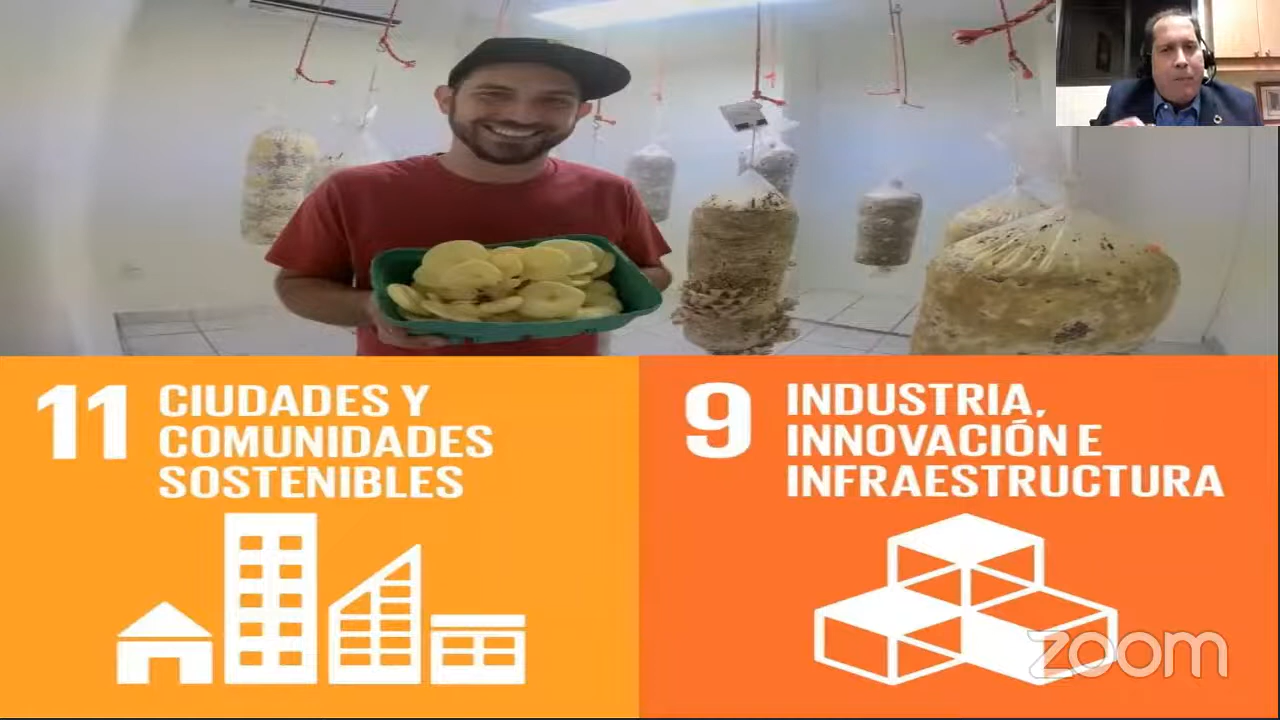 11
CIUDADES Y
COMUNIDADES
SOSTENIBLES
9
INDUSTRIA,
INNOVACIÓN E
INFRAESTRUCTURA
zoom